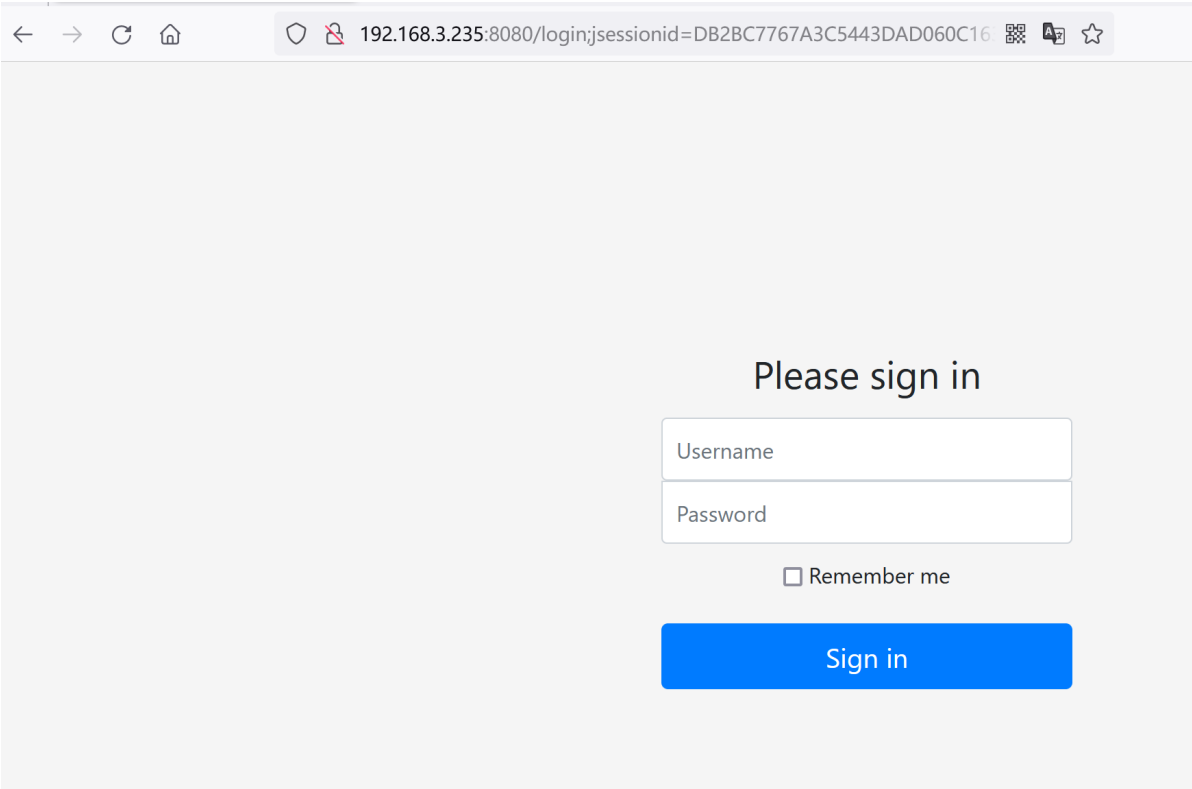 192.168.3.235:8080/login;jsessionid=DB2BC7767A3C5443DAD060C16
Please sign in
Username
Password
Remember me
Sign in